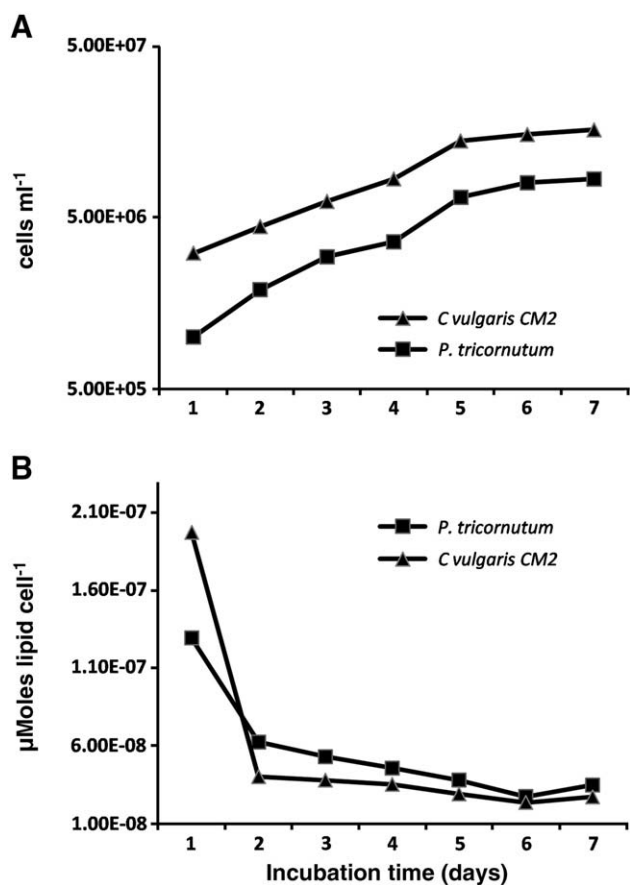 A
5.00E+07
5.00E+06
5.00E+05
cells ml-1
C vulgaris CM2
P. tricornutum
1 2 3 4 5 6 7
B
2.10E-07
1.60E-07
1.10E-07
6.00E-08
1.00E-08
µMoles lipid cell-1
P. tricornutum
C vulgaris CM2
1 2 3 4 5 6 7
Incubation time (days)